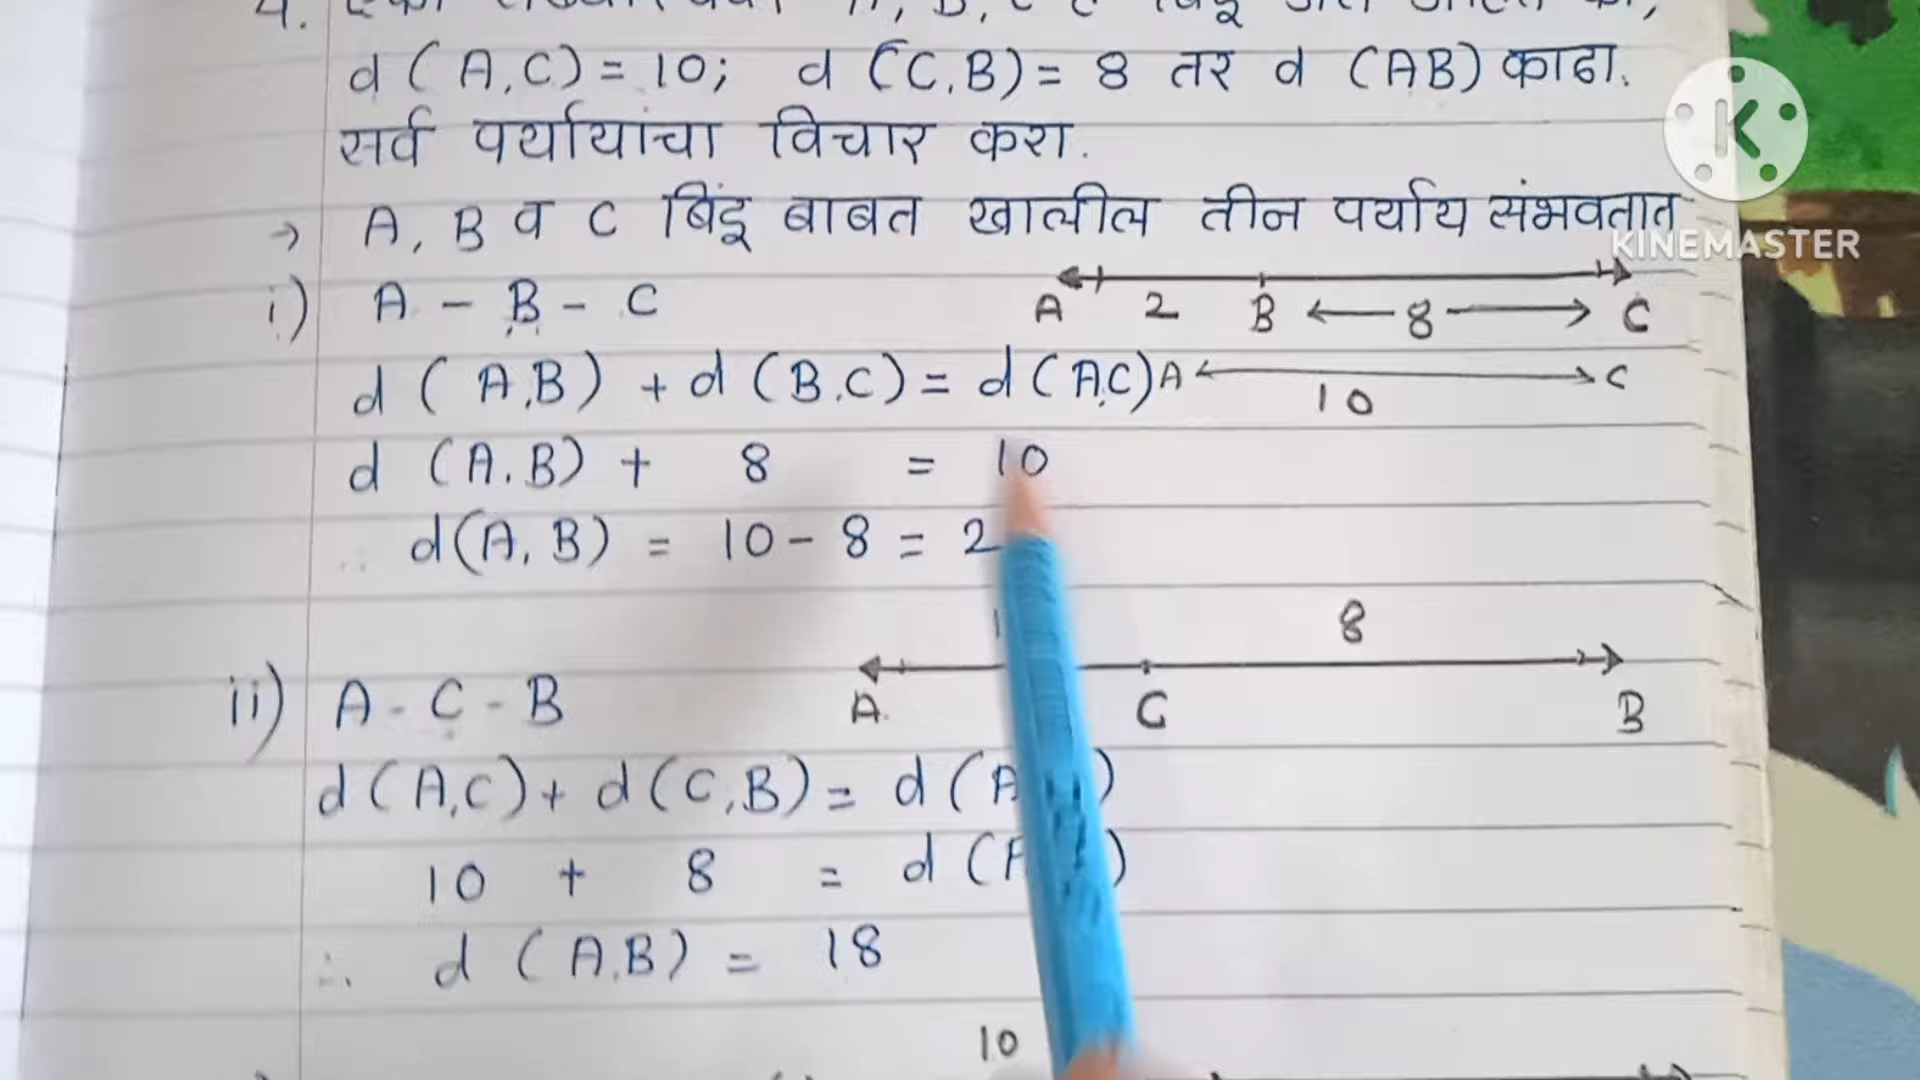 4.
d (A,C) = 10; d (C,B) = 8 तर d (AB) काढा.
सर्व पर्यायांचा विचार करा.
→ A, B व C बिंदू बाबत खालील तीन पर्याय संभवतात
KINEMASTER
i) A - B - C
A 2 B ←8→ C
d (A,B) + d (B,C) = d (A,C)
A ←→ C
10
d (A,B) + 8 = 10
∴ d(A,B) = 10 - 8 = 2
8
ii) A - C - B
A C B
d(A,C) + d(C,B) = d(A )
10 + 8 = d( )
∴ d (A,B) = 18
10